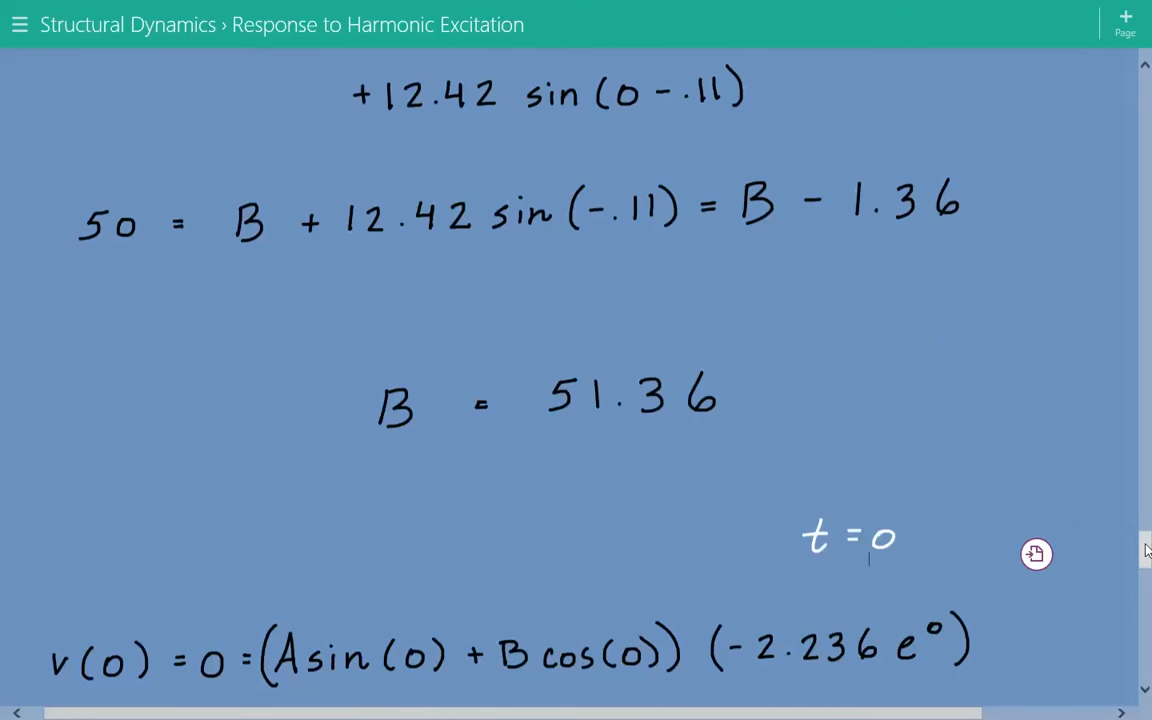 Structural Dynamics › Response to Harmonic Excitation
+
Page
+12.42 sin(0 - .11)
50 = B + 12.42 sin(-.11) = B - 1.36
B = 51.36
t = 0
v(0) = 0 = (A sin(0) + B cos(0)) (-2.236 e⁰)